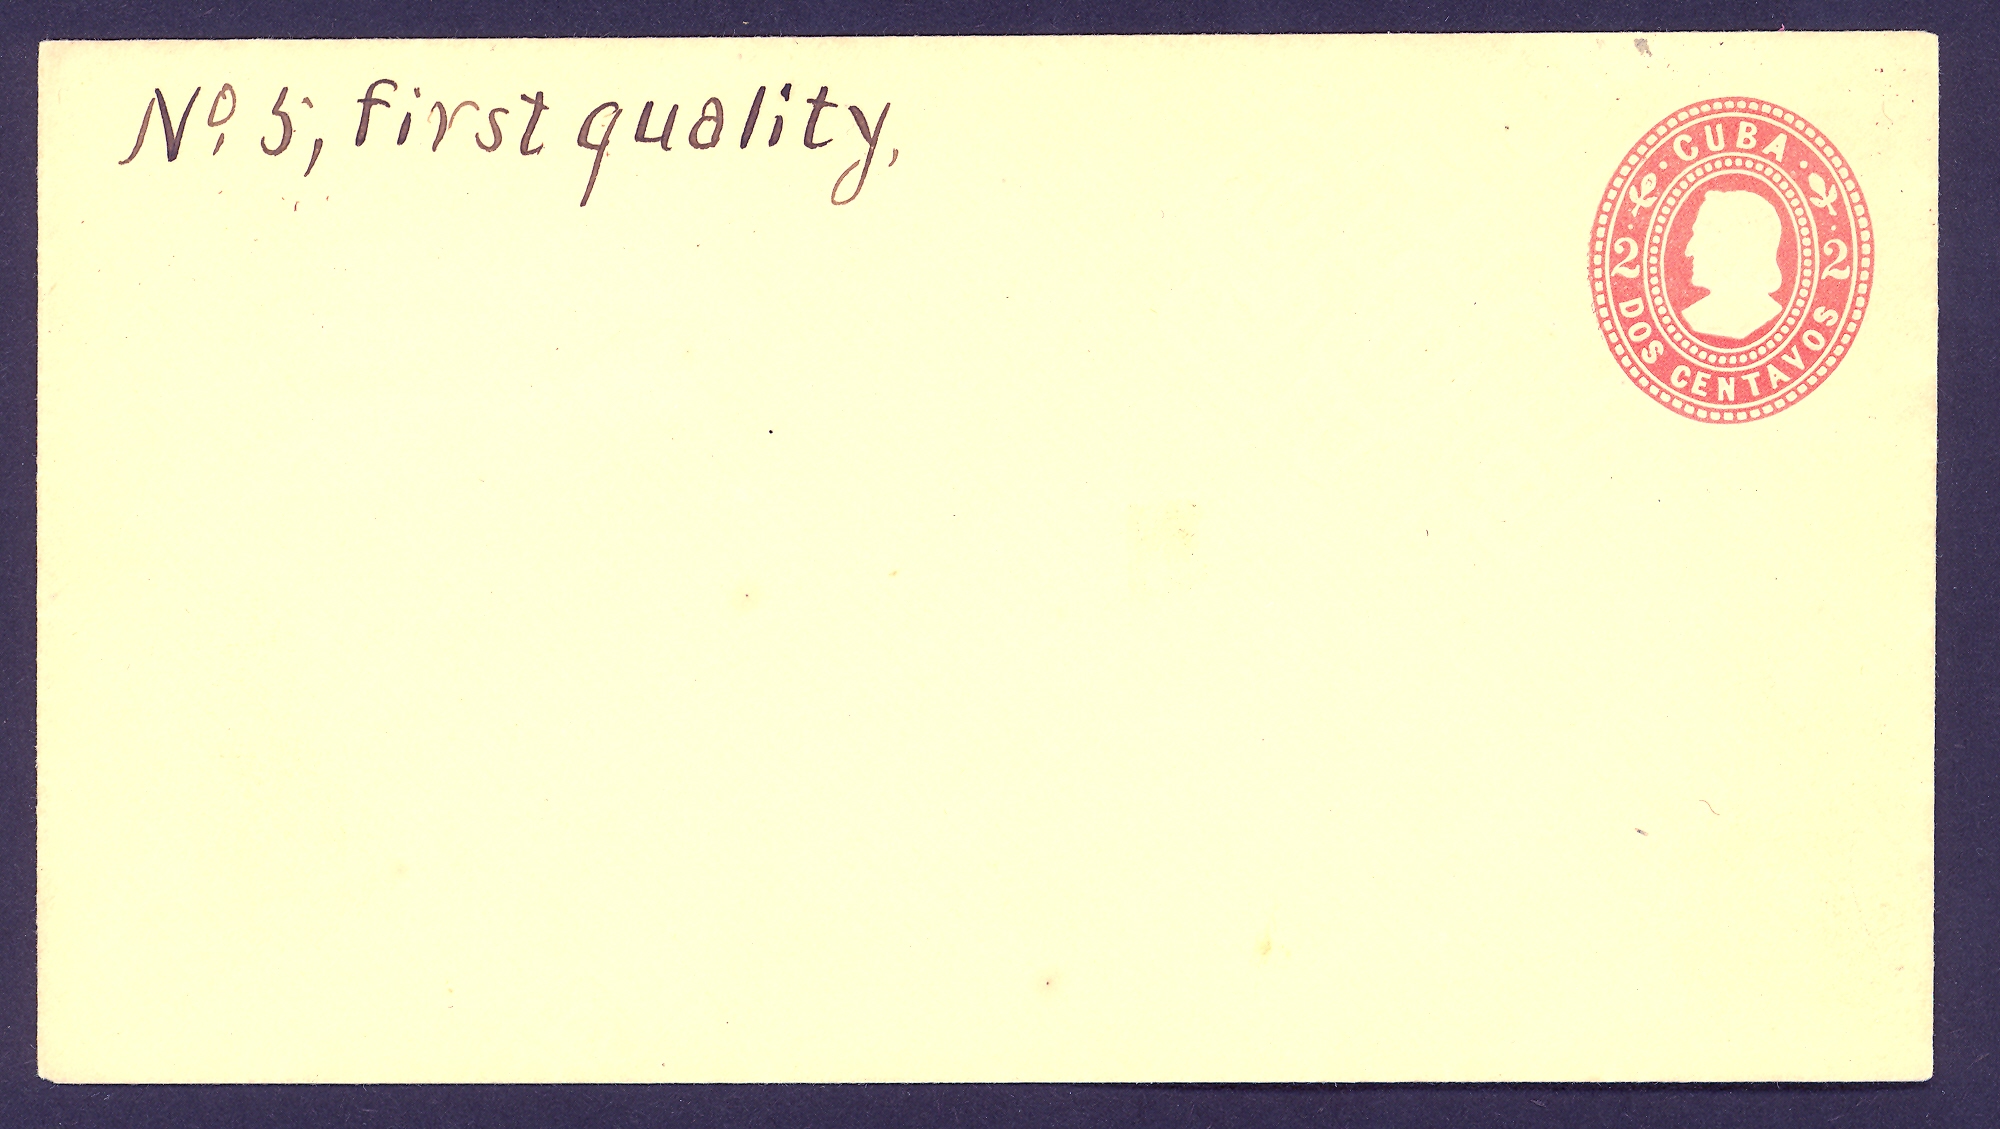 Nº 5, first quality,
CUBA
2 2
DOS CENTAVOS